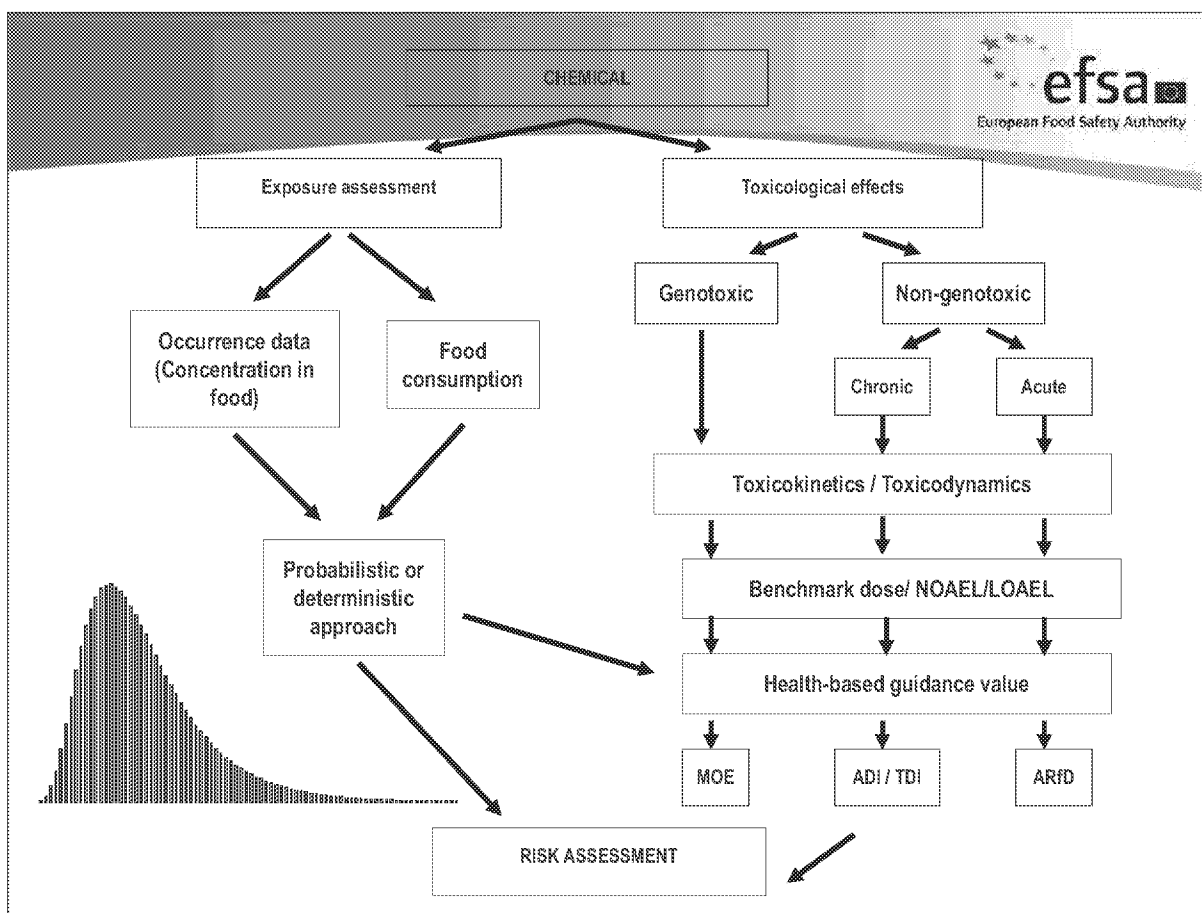 CHEMICAL
efsa
European Food Safety Authority
Exposure assessment
Toxicological effects
Genotoxic
Non-genotoxic
Occurrence data
(Concentration in
food)
Food
consumption
Chronic
Acute
Toxicokinetics / Toxicodynamics
Probabilistic or
deterministic
approach
Benchmark dose/ NOAEL/LOAEL
Health-based guidance value
MOE
ADI / TDI
ARfD
RISK ASSESSMENT